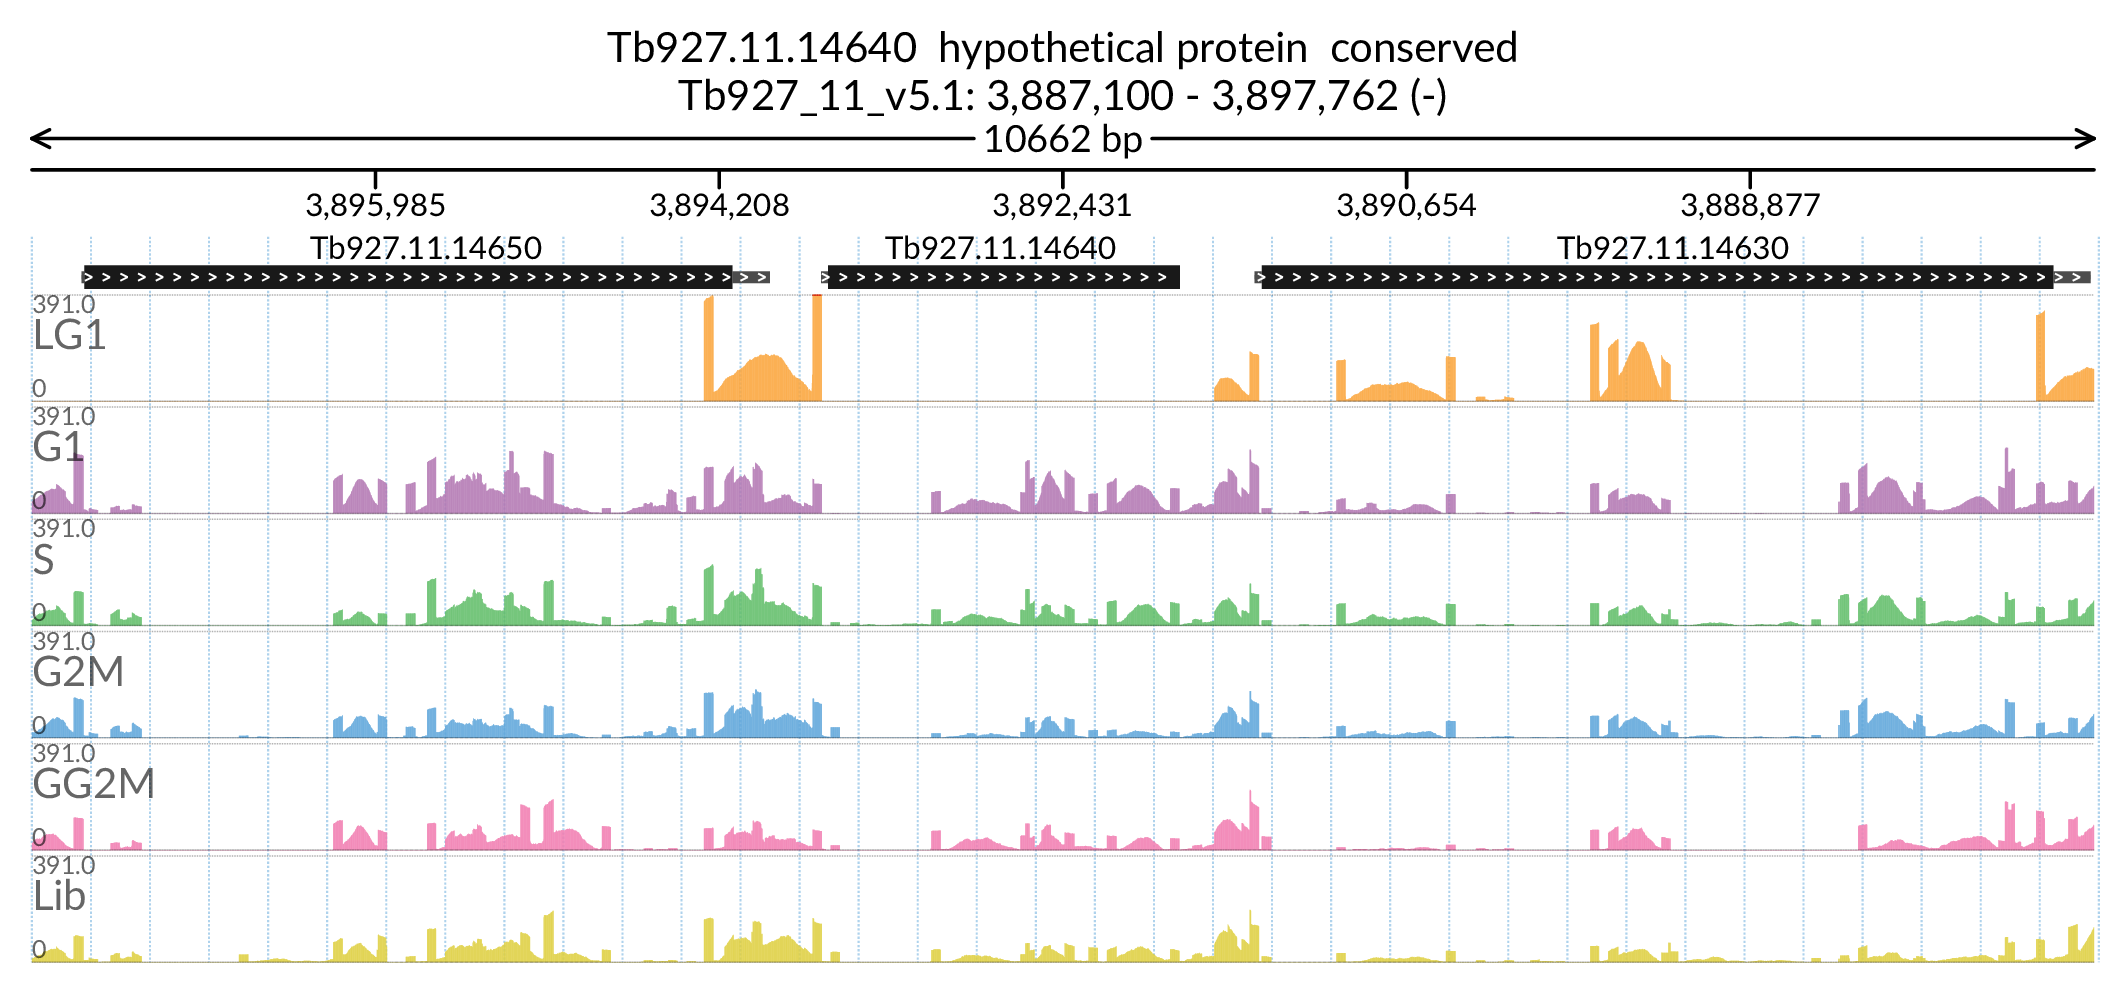 Tb927.11.14640 hypothetical protein conserved
Tb927_11_v5.1: 3,887,100 - 3,897,762 (-)
10662 bp
3,895,985 3,894,208 3,892,431 3,890,654 3,888,877
Tb927.11.14650 Tb927.11.14640 Tb927.11.14630
391.0
LG1
0
391.0
G1
0
391.0
S
0
391.0
G2M
0
391.0
GG2M
0
391.0
Lib
0